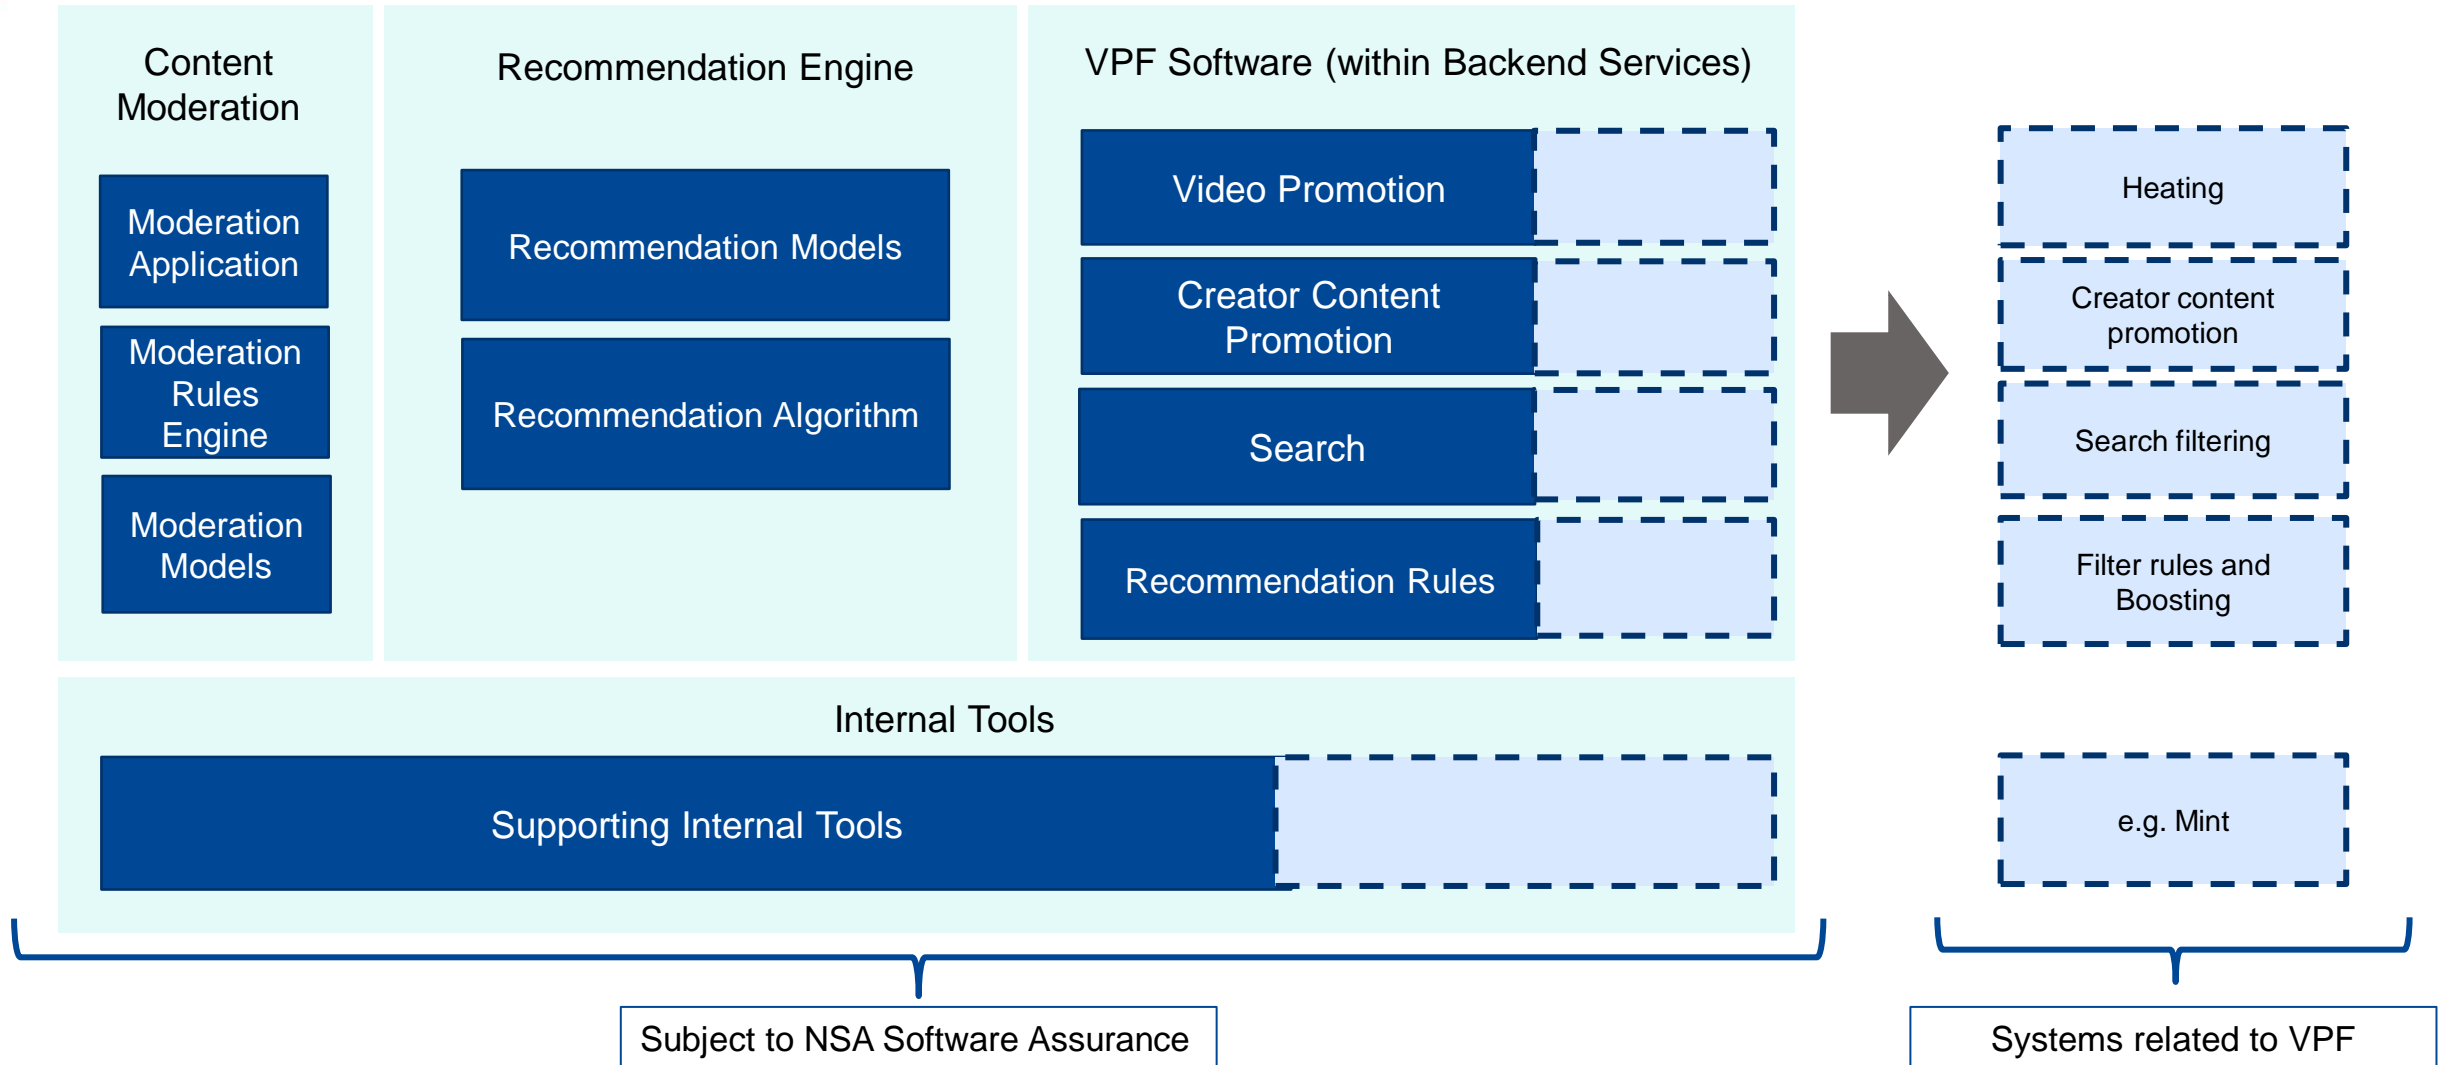 Content
Moderation
Moderation
Application
Moderation
Rules
Engine
Moderation
Models
Recommendation Engine
Recommendation Models
Recommendation Algorithm
VPF Software (within Backend Services)
Video Promotion
Creator Content
Promotion
Search
Recommendation Rules
Heating
Creator content
promotion
Search filtering
Filter rules and
Boosting
Internal Tools
Supporting Internal Tools
e.g. Mint
Subject to NSA Software Assurance
Systems related to VPF